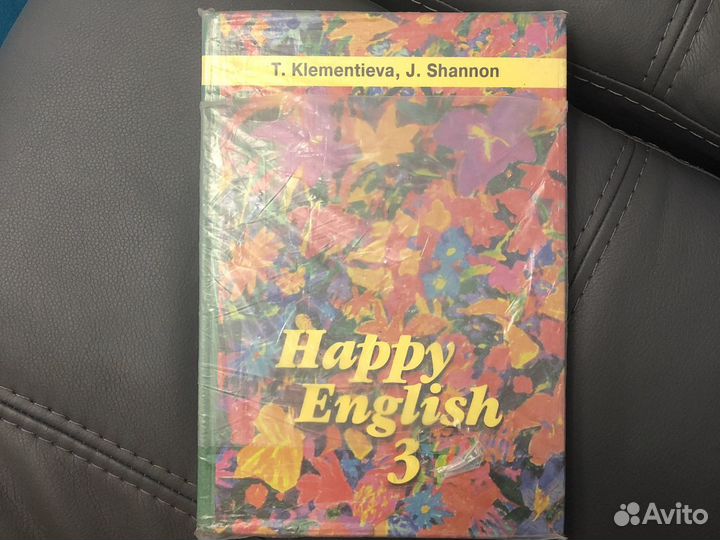 T. Klementieva, J. Shannon
Happy
English
3
Avito